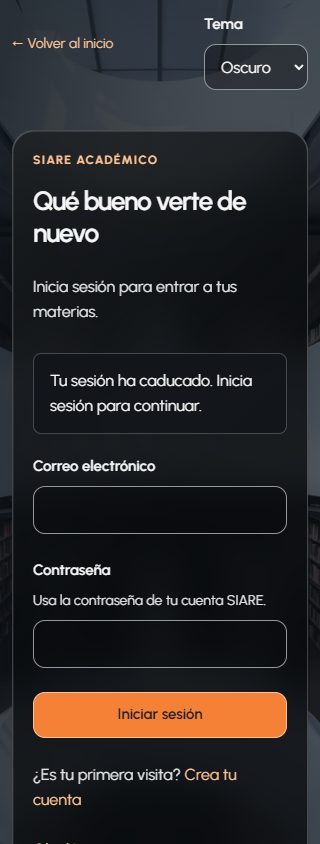 Tema
← Volver al inicio
Oscuro
SIARE ACADÉMICO
Qué bueno verte de
nuevo
Inicia sesión para entrar a tus
materias.
Tu sesión ha caducado. Inicia
sesión para continuar.
Correo electrónico
Contraseña
Usa la contraseña de tu cuenta SIARE.
Iniciar sesión
¿Es tu primera visita? Crea tu
cuenta